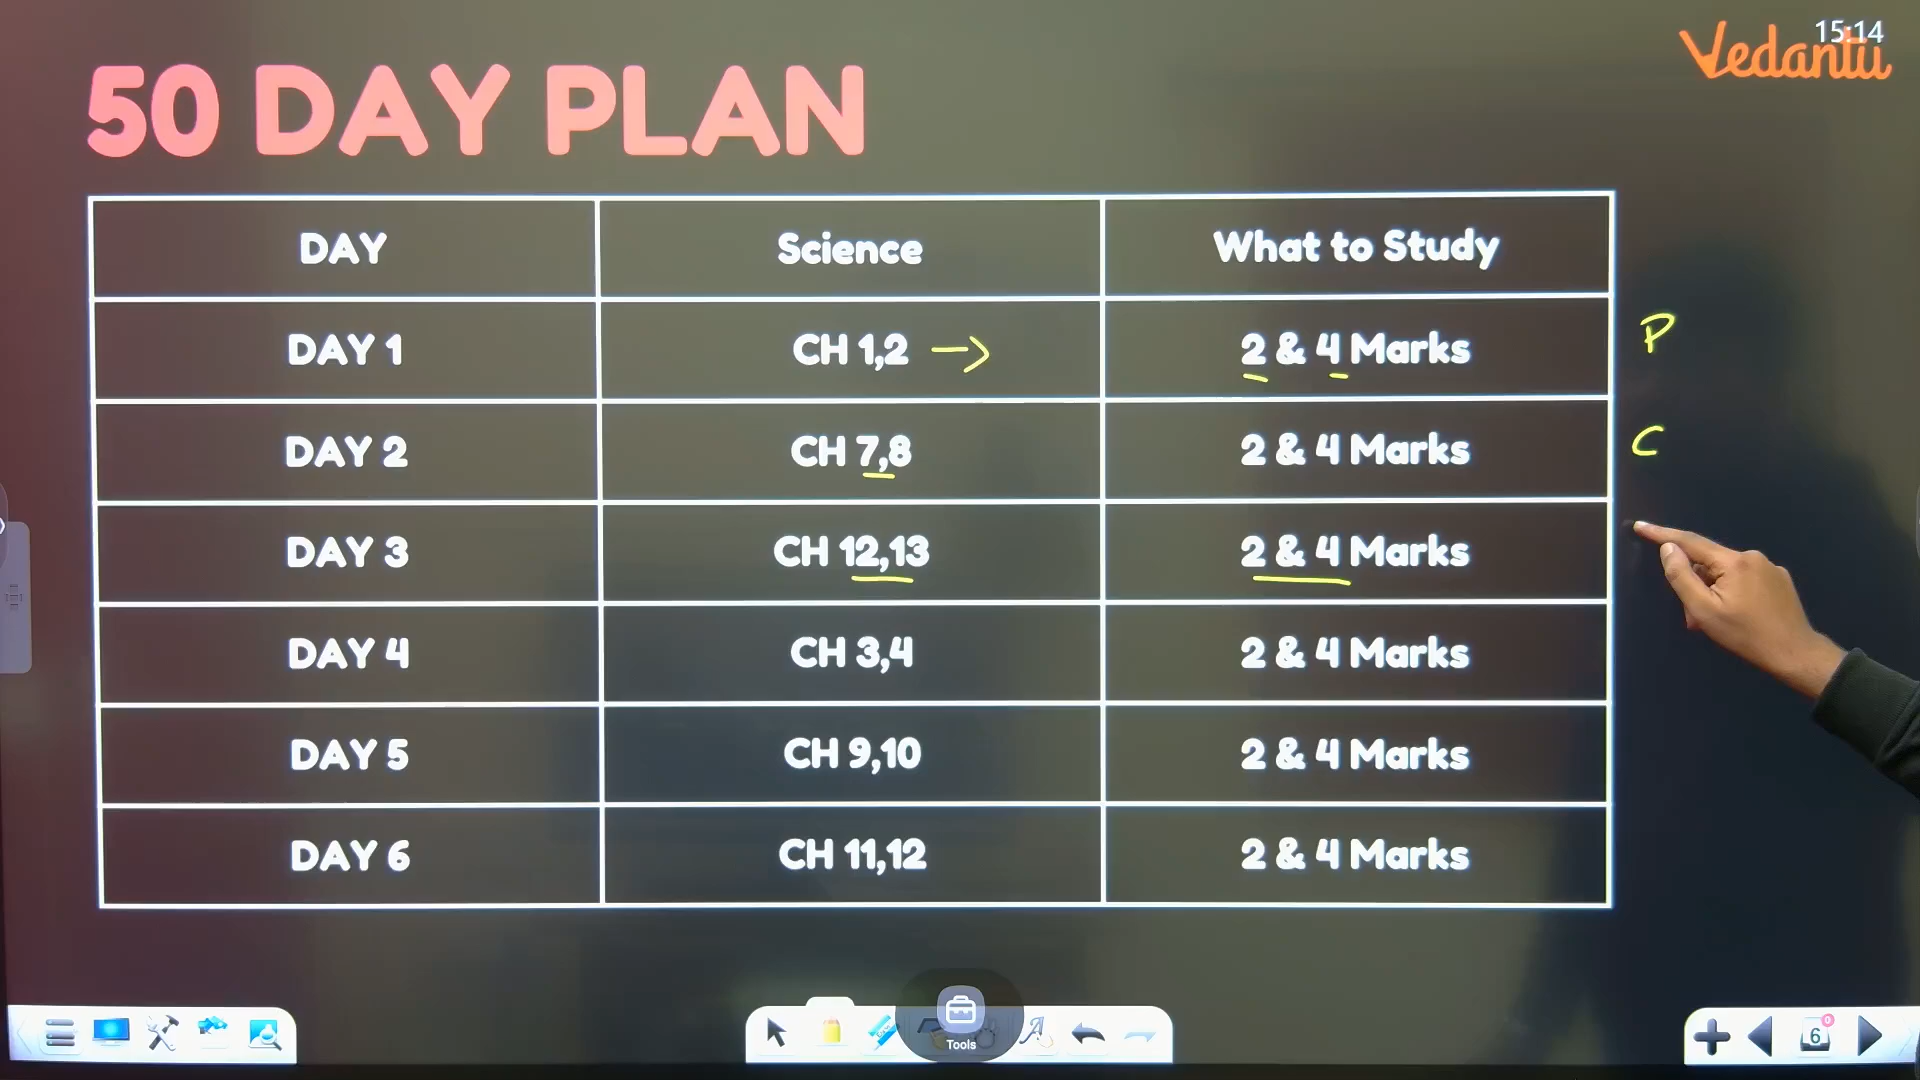 15:14
Vedantu
50 DAY PLAN
DAY Science What to Study
DAY 1 CH 1,2 → 2 & 4 Marks P
DAY 2 CH 7,8 2 & 4 Marks C
DAY 3 CH 12,13 2 & 4 Marks
DAY 4 CH 3,4 2 & 4 Marks
DAY 5 CH 9,10 2 & 4 Marks
DAY 6 CH 11,12 2 & 4 Marks
Tools
6
0